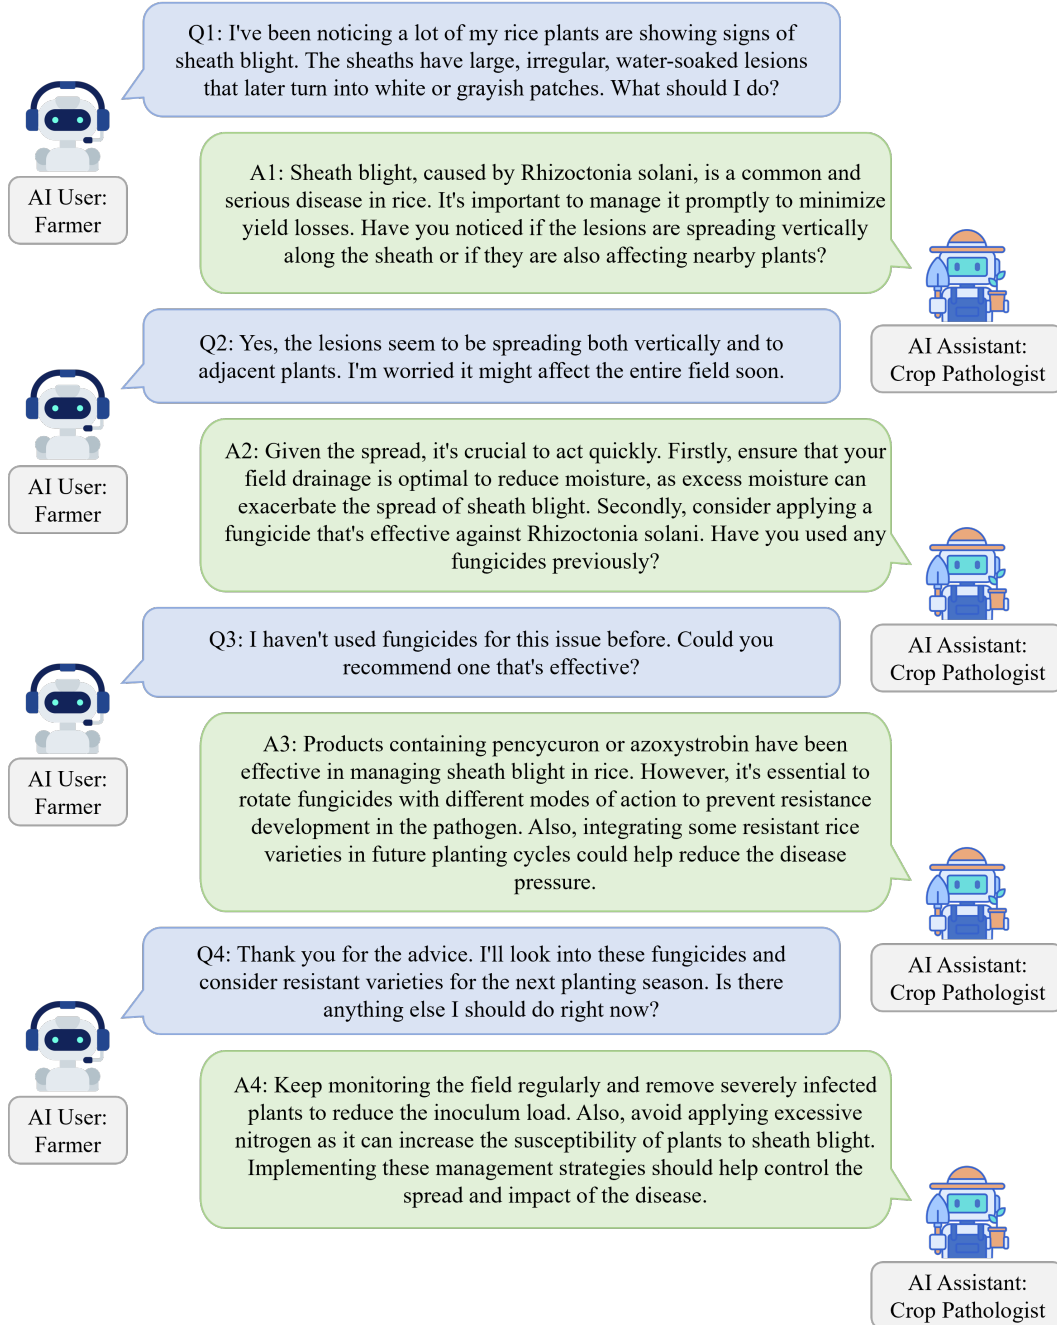 Q1: I've been noticing a lot of my rice plants are showing signs of
sheath blight. The sheaths have large, irregular, water-soaked lesions
that later turn into white or grayish patches. What should I do?
AI User:
Farmer
A1: Sheath blight, caused by Rhizoctonia solani, is a common and
serious disease in rice. It's important to manage it promptly to minimize
yield losses. Have you noticed if the lesions are spreading vertically
along the sheath or if they are also affecting nearby plants?
AI Assistant:
Crop Pathologist
Q2: Yes, the lesions seem to be spreading both vertically and to
adjacent plants. I'm worried it might affect the entire field soon.
AI User:
Farmer
A2: Given the spread, it's crucial to act quickly. Firstly, ensure that your
field drainage is optimal to reduce moisture, as excess moisture can
exacerbate the spread of sheath blight. Secondly, consider applying a
fungicide that's effective against Rhizoctonia solani. Have you used any
fungicides previously?
AI Assistant:
Crop Pathologist
Q3: I haven't used fungicides for this issue before. Could you
recommend one that's effective?
AI User:
Farmer
A3: Products containing pencycuron or azoxystrobin have been
effective in managing sheath blight in rice. However, it's essential to
rotate fungicides with different modes of action to prevent resistance
development in the pathogen. Also, integrating some resistant rice
varieties in future planting cycles could help reduce the disease
pressure.
AI Assistant:
Crop Pathologist
Q4: Thank you for the advice. I'll look into these fungicides and
consider resistant varieties for the next planting season. Is there
anything else I should do right now?
AI User:
Farmer
A4: Keep monitoring the field regularly and remove severely infected
plants to reduce the inoculum load. Also, avoid applying excessive
nitrogen as it can increase the susceptibility of plants to sheath blight.
Implementing these management strategies should help control the
spread and impact of the disease.
AI Assistant:
Crop Pathologist